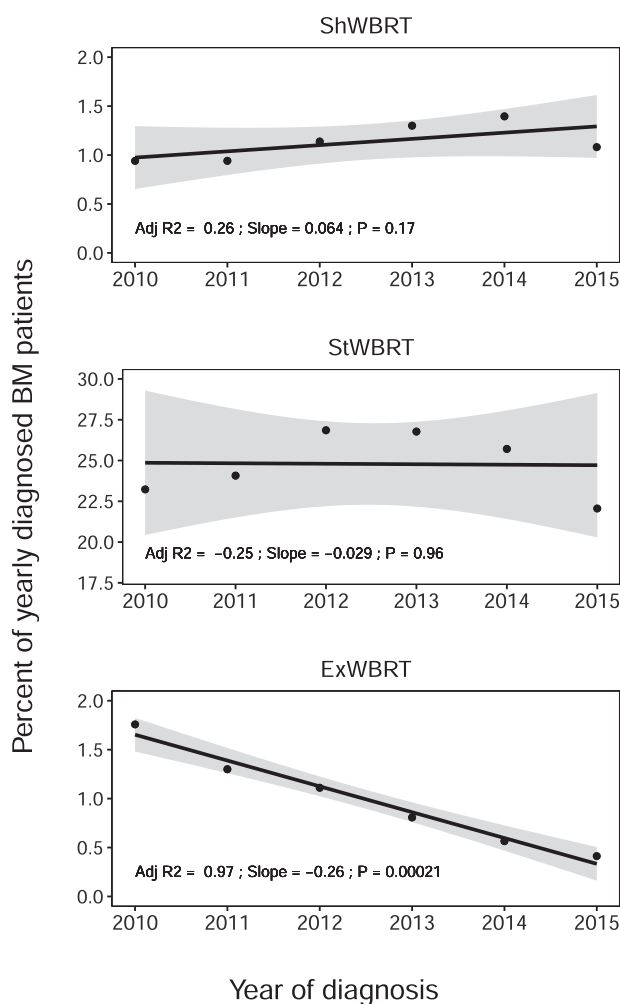 ShWBRT
2.0
1.5
1.0
0.5
0.0
Adj R2 =  0.26 ; Slope = 0.064 ; P = 0.17
2010 2011 2012 2013 2014 2015
StWBRT
30.0
27.5
25.0
22.5
20.0
17.5
Adj R2 =  −0.25 ; Slope = −0.029 ; P = 0.96
2010 2011 2012 2013 2014 2015
ExWBRT
2.0
1.5
1.0
0.5
0.0
Adj R2 =  0.97 ; Slope = −0.26 ; P = 0.00021
2010 2011 2012 2013 2014 2015
Percent of yearly diagnosed BM patients
Year of diagnosis